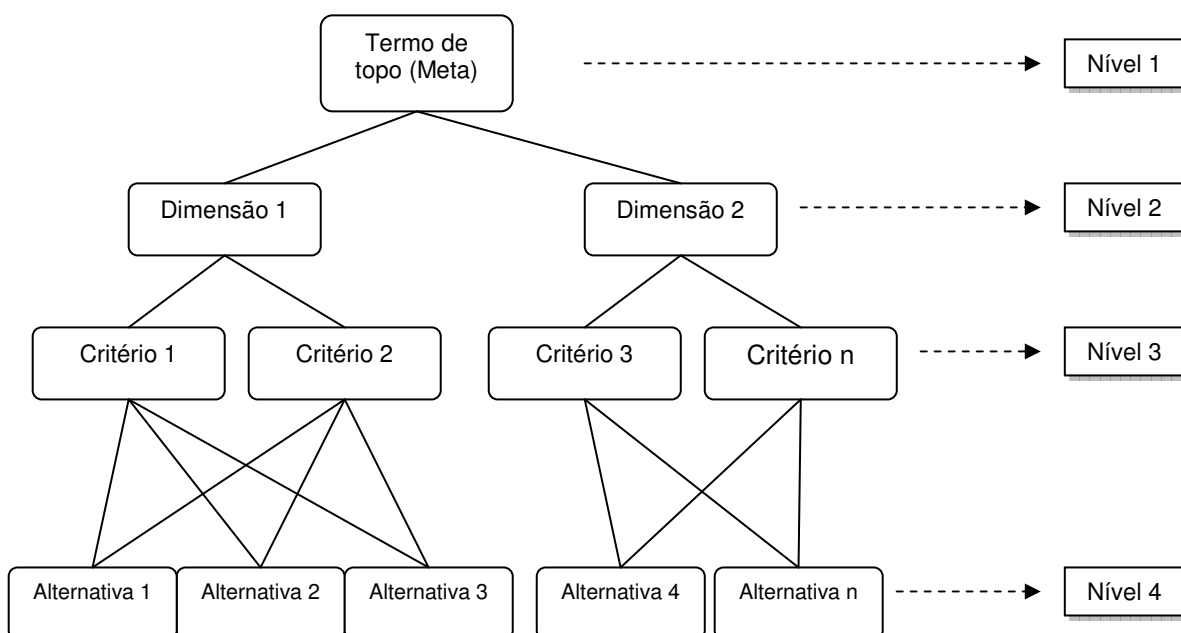 Termo de
topo (Meta)
Nível 1
Dimensão 1
Dimensão 2
Nível 2
Critério 1
Critério 2
Critério 3
Critério n
Nível 3
Alternativa 1
Alternativa 2
Alternativa 3
Alternativa 4
Alternativa n
Nível 4